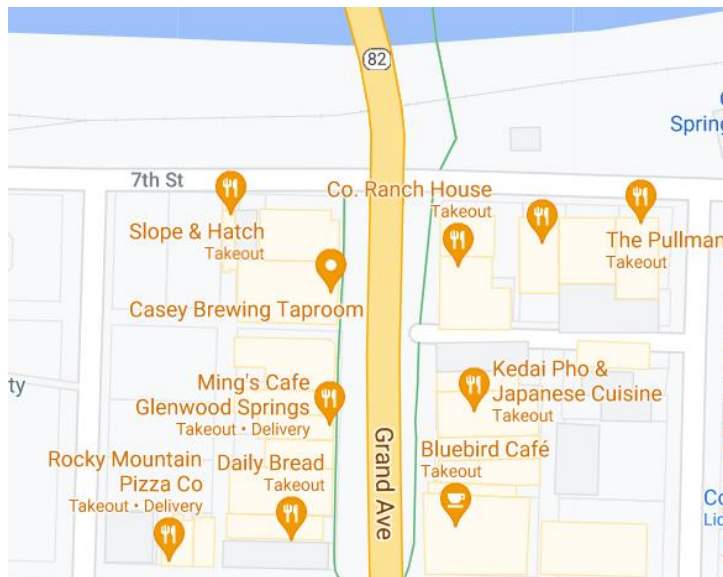 82
C
Spring
7th St
Co. Ranch House
Takeout
Slope & Hatch
Takeout
The Pullman
Takeout
Casey Brewing Taproom
Ming's Cafe
Glenwood Springs
Takeout • Delivery
Kedai Pho &
Japanese Cuisine
Takeout
ty
Grand Ave
Rocky Mountain
Pizza Co
Takeout • Delivery
Daily Bread
Takeout
Bluebird Café
Takeout
Co
Lic